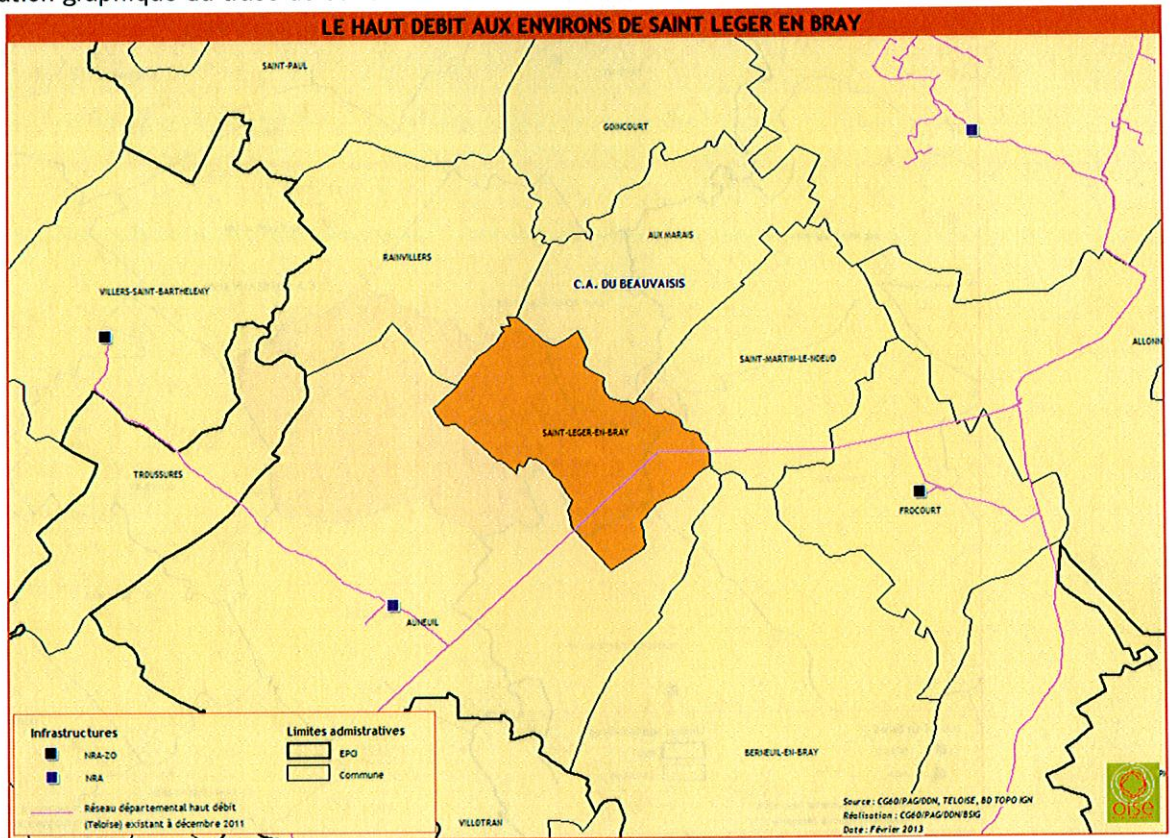 LE HAUT DEBIT AUX ENVIRONS DE SAINT LEGER EN BRAY
SAINT-PAUL
GOINCOURT
AUX MARAIS
RAINVILLERS
C.A. DU BEAUVAISIS
VILLERS-SAINT-BARTHELEMY
ALLONN
SAINT-MARTIN-LE-NOEUD
SAINT-LEGER-EN-BRAY
TROUSSURES
FROCOURT
AUNEUIL
BERNEUIL-EN-BRAY
VILLOTRAN
Infrastructures
NRA-ZO
NRA
Réseau départemental haut débit
(Teloise) existant à décembre 2011
Limites admistratives
EPCI
Commune
Source : CG60/PAG/DDN, TELOISE, BD TOPO IGN
Réalisation : CG60/PAG/DDN/BSIG
Date : Février 2013
oise